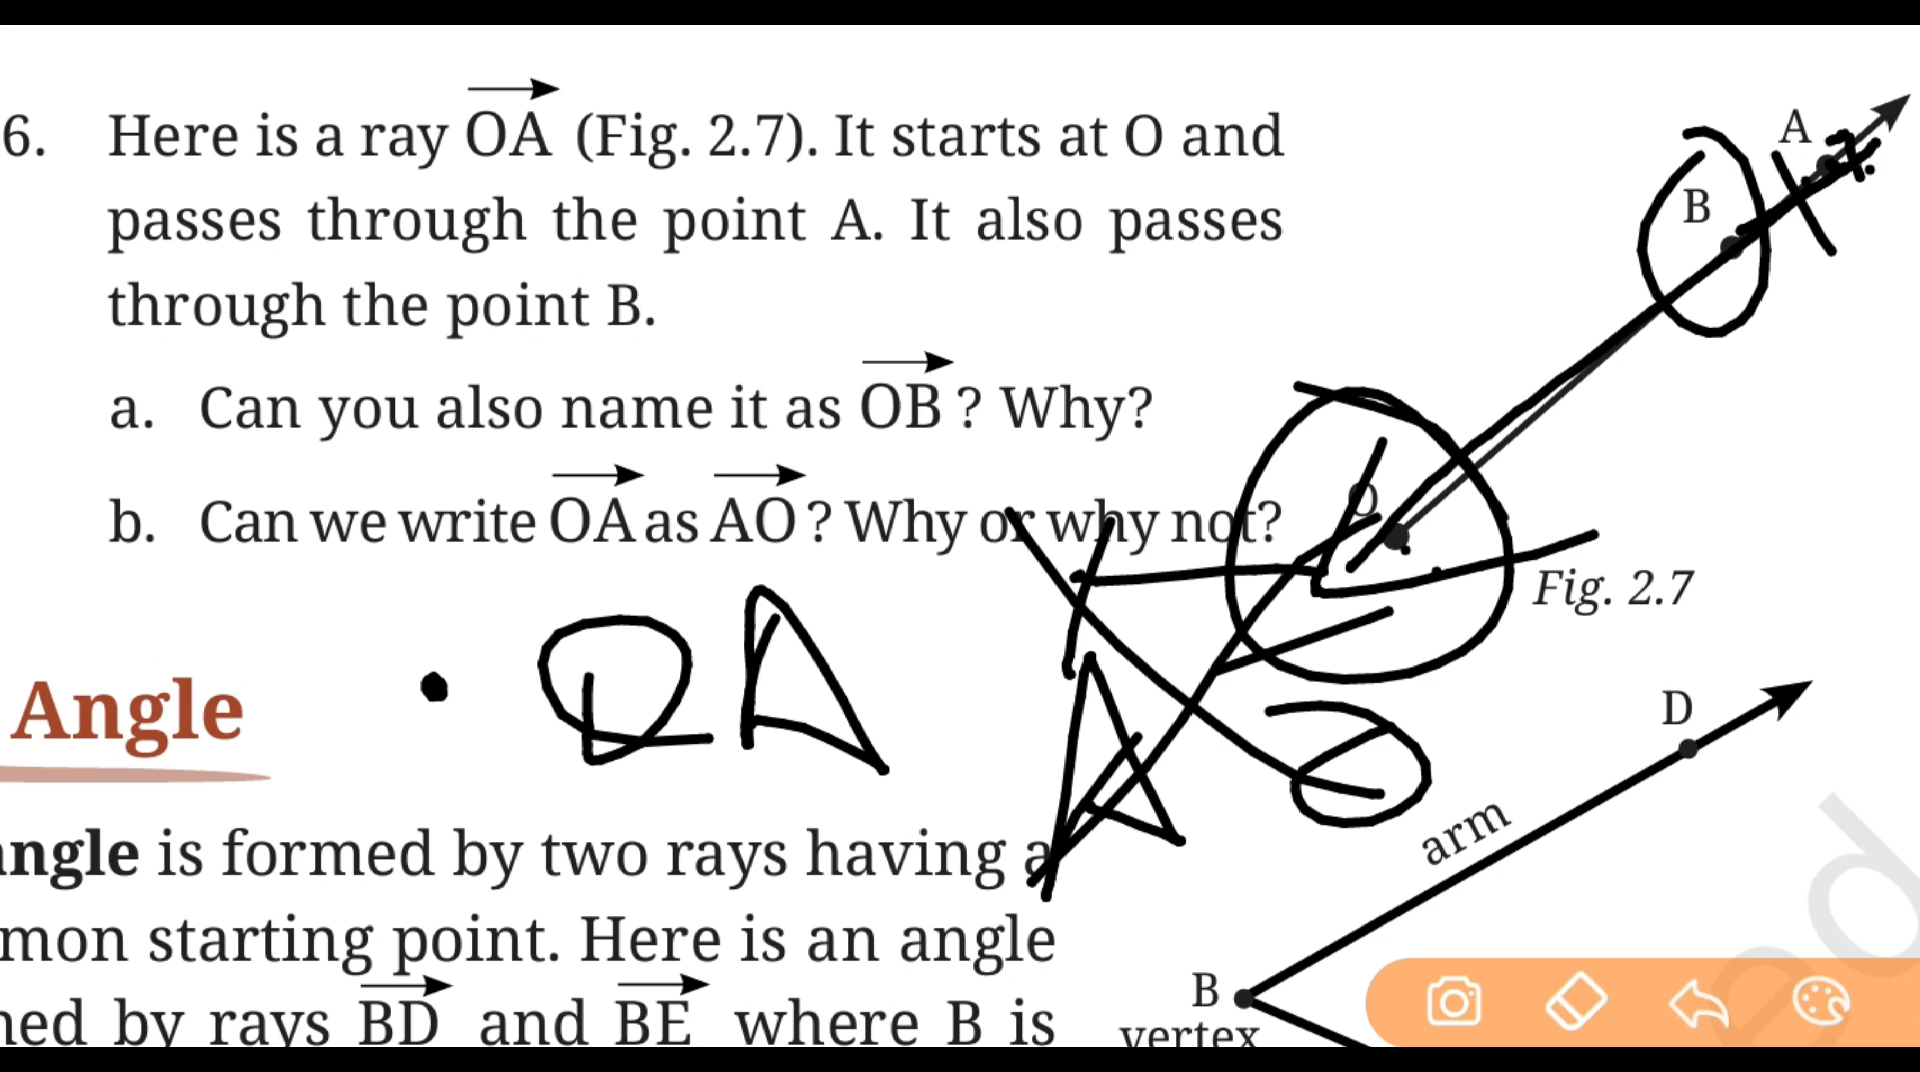 6. Here is a ray OA (Fig. 2.7). It starts at O and
passes through the point A. It also passes
through the point B.
a. Can you also name it as OB ? Why?
b. Can we write OA as AO ? Why or why not?
A
B
O
Fig. 2.7
OA
A
Angle
ngle is formed by two rays having a
mon starting point. Here is an angle
ned by rays BD and BE where B is
D
arm
B
vertex